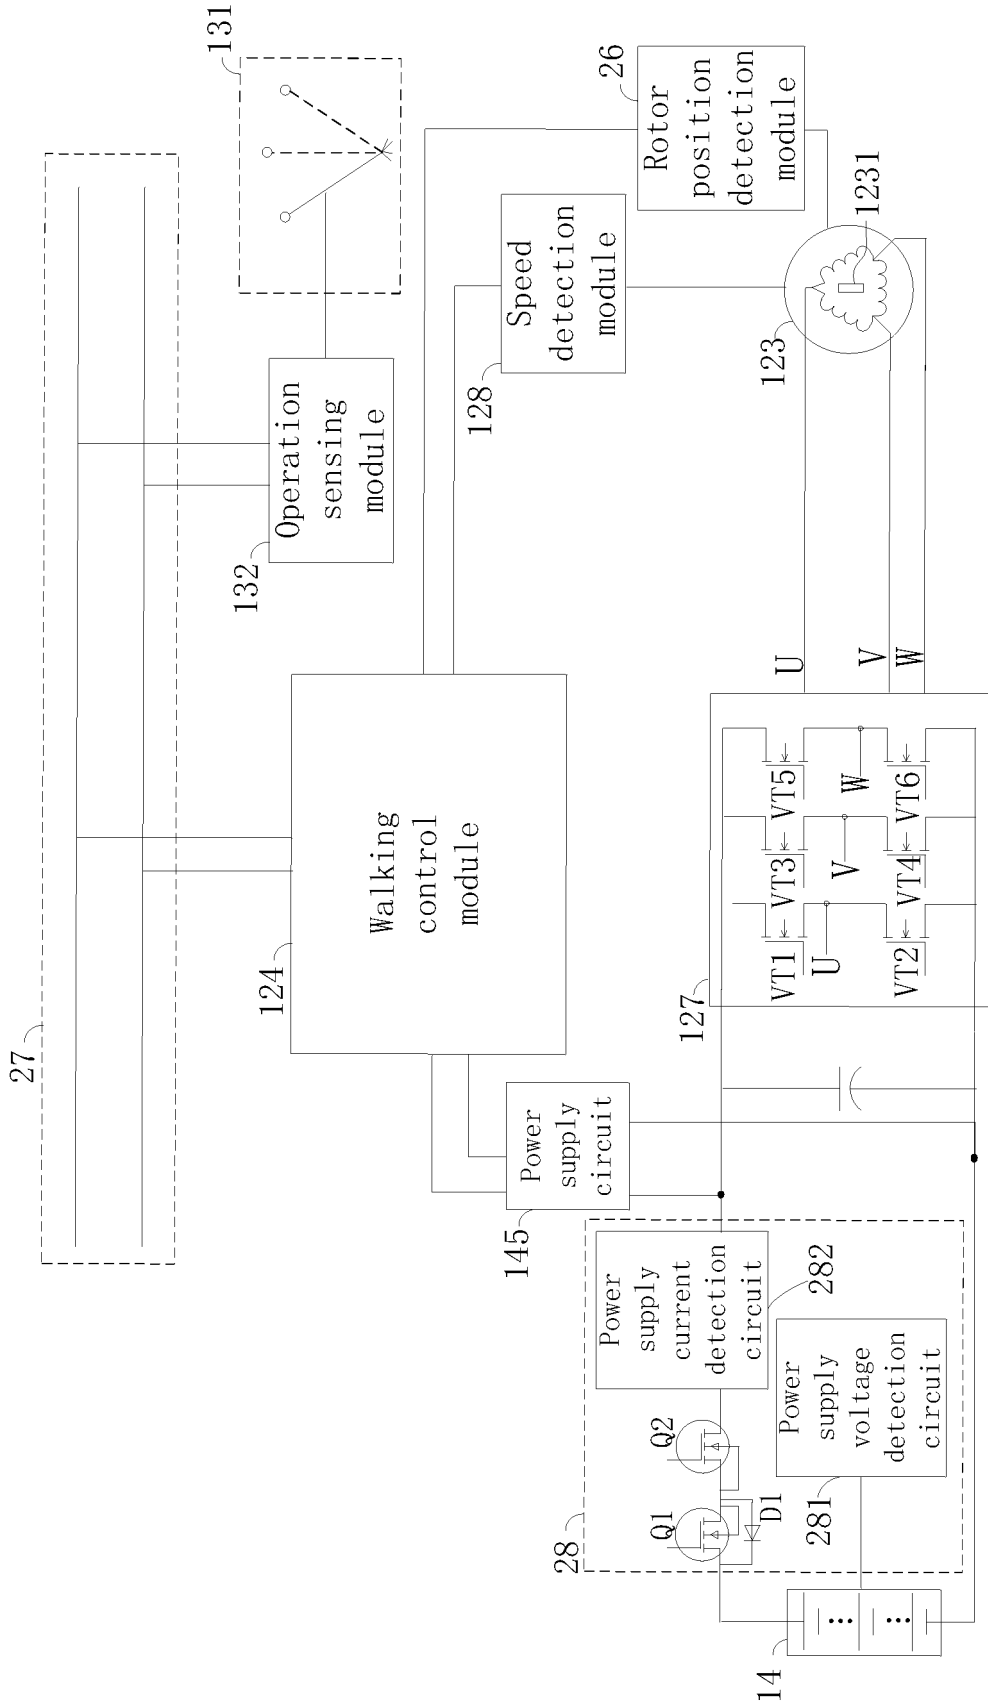 27
131
132
Operation
sensing
module
26
Rotor
position
detection
module
124
Walking
control
module
128
Speed
detection
module
123
1231
145
Power
supply
circuit
127
U
V
W
VT1
VT3
VT5
U
V
W
VT2
VT4
VT6
28
Q1
Q2
D1
Power
supply
current
detection
circuit
282
281
Power
supply
voltage
detection
circuit
14